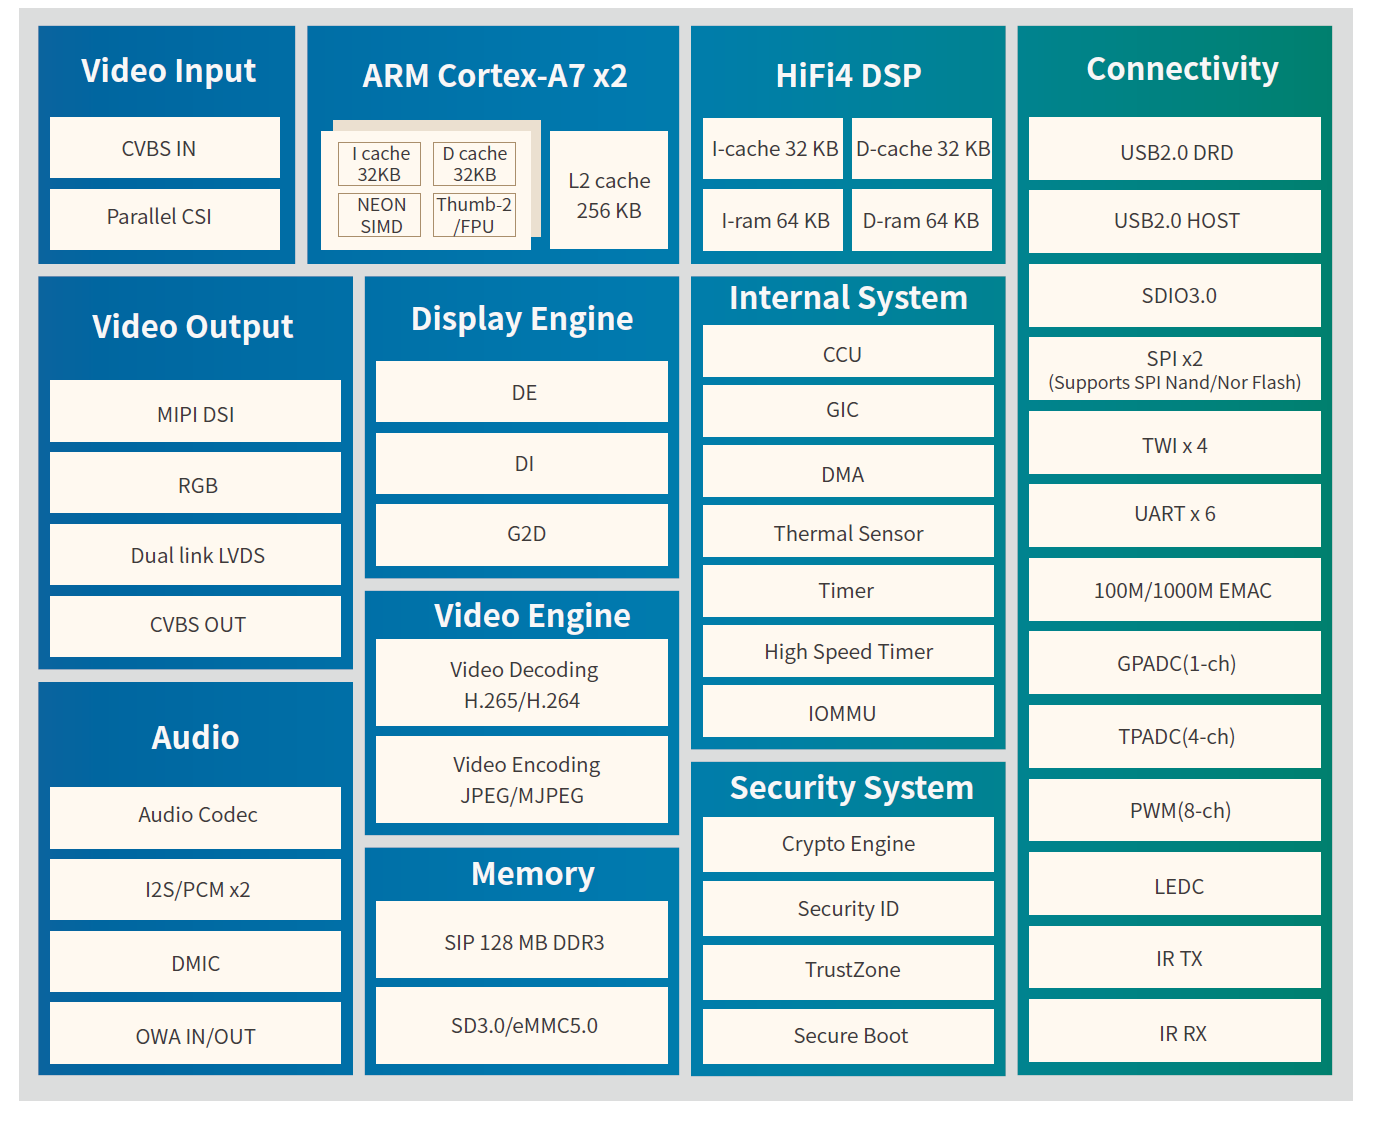 Video Input
CVBS IN
Parallel CSI
ARM Cortex-A7 x2
I cache
32KB
D cache
32KB
NEON
SIMD
Thumb-2
/FPU
L2 cache
256 KB
HiFi4 DSP
I-cache 32 KB
D-cache 32 KB
I-ram 64 KB
D-ram 64 KB
Connectivity
USB2.0 DRD
USB2.0 HOST
SDIO3.0
SPI x2
(Supports SPI Nand/Nor Flash)
TWI x 4
UART x 6
100M/1000M EMAC
GPADC(1-ch)
TPADC(4-ch)
PWM(8-ch)
LEDC
IR TX
IR RX
Video Output
MIPI DSI
RGB
Dual link LVDS
CVBS OUT
Display Engine
DE
DI
G2D
Internal System
CCU
GIC
DMA
Thermal Sensor
Timer
High Speed Timer
IOMMU
Video Engine
Video Decoding
H.265/H.264
Video Encoding
JPEG/MJPEG
Audio
Audio Codec
I2S/PCM x2
DMIC
OWA IN/OUT
Memory
SIP 128 MB DDR3
SD3.0/eMMC5.0
Security System
Crypto Engine
Security ID
TrustZone
Secure Boot